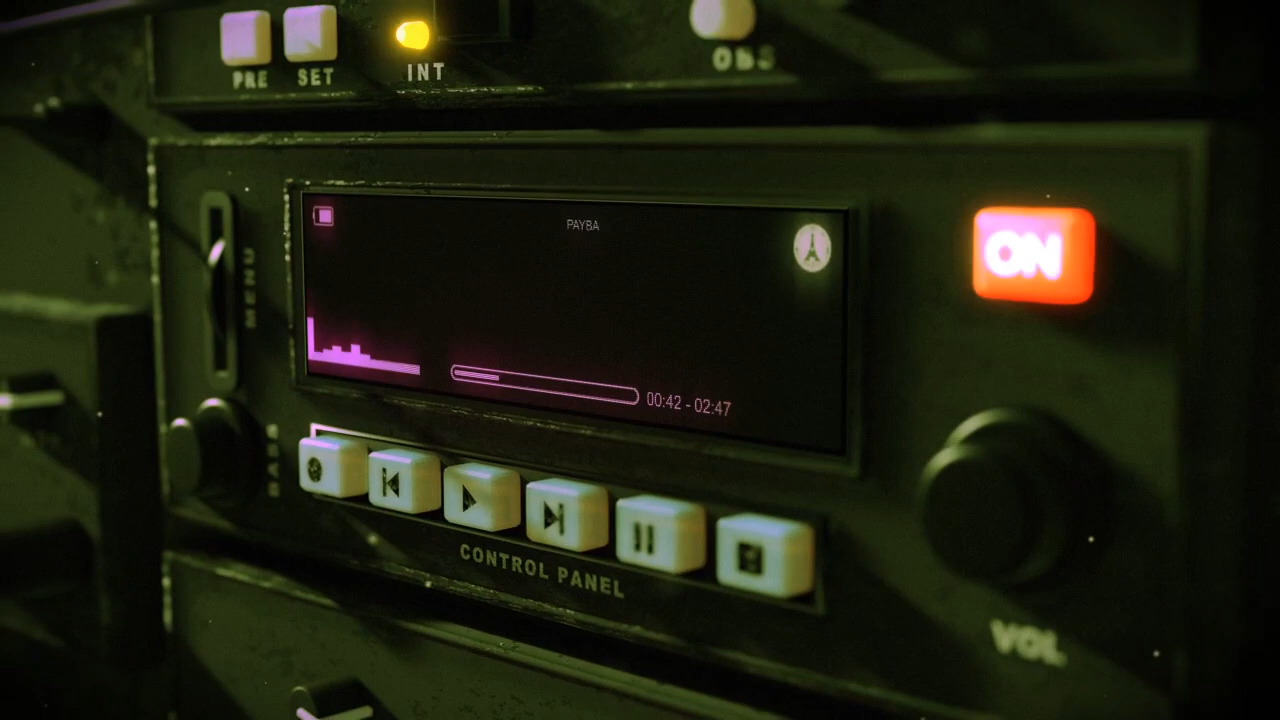 PRE SET INT OBS
PAYBA
ON
MENU
00:42 - 02:47
BASS
CONTROL PANEL
VOL